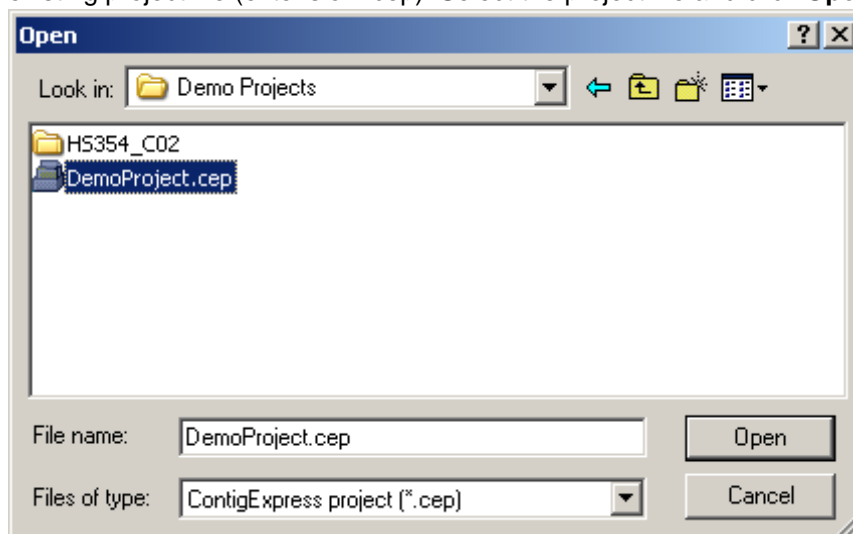 Open
Look in: Demo Projects
HS354_C02
DemoProject.cep
File name: DemoProject.cep Open
Files of type: ContigExpress project (*.cep) Cancel